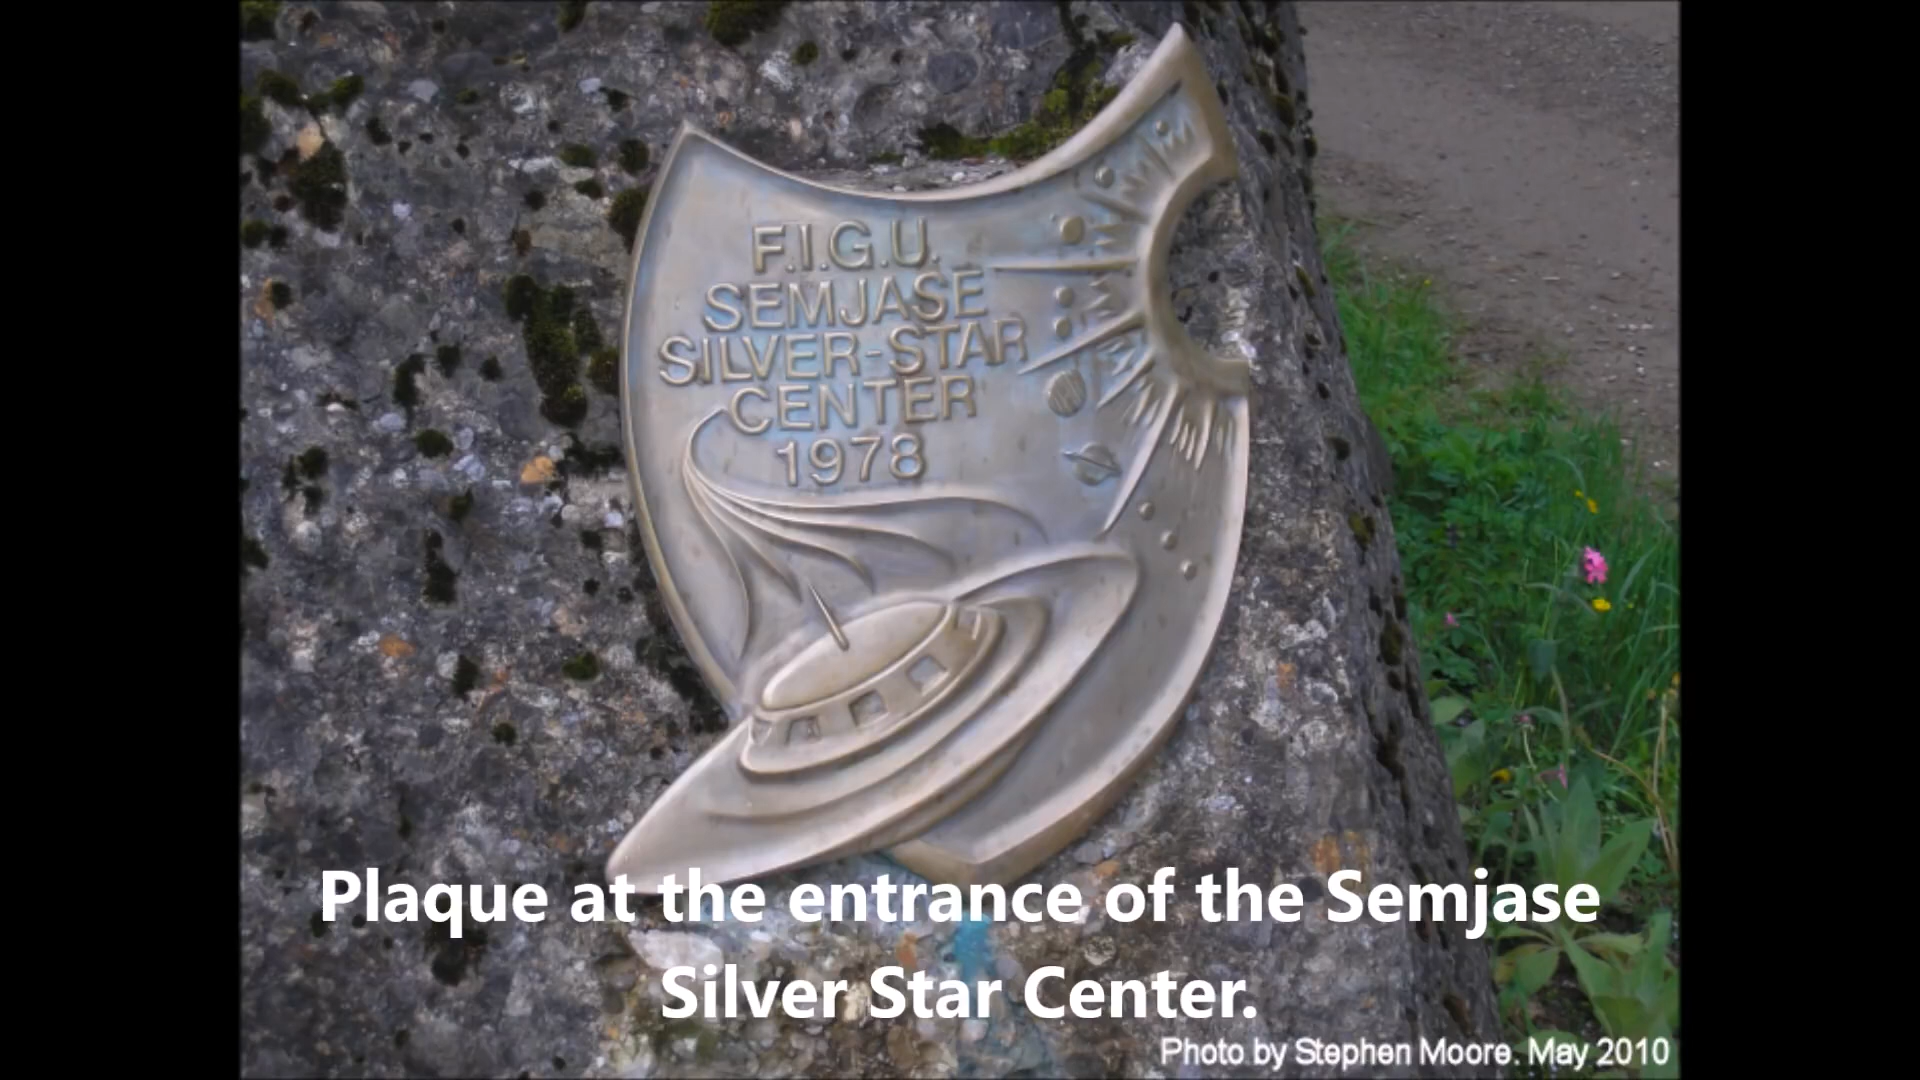 F.I.G.U.
SEMJASE
SILVER-STAR
CENTER
1978
Plaque at the entrance of the Semjase
Silver Star Center.
Photo by Stephen Moore. May 2010